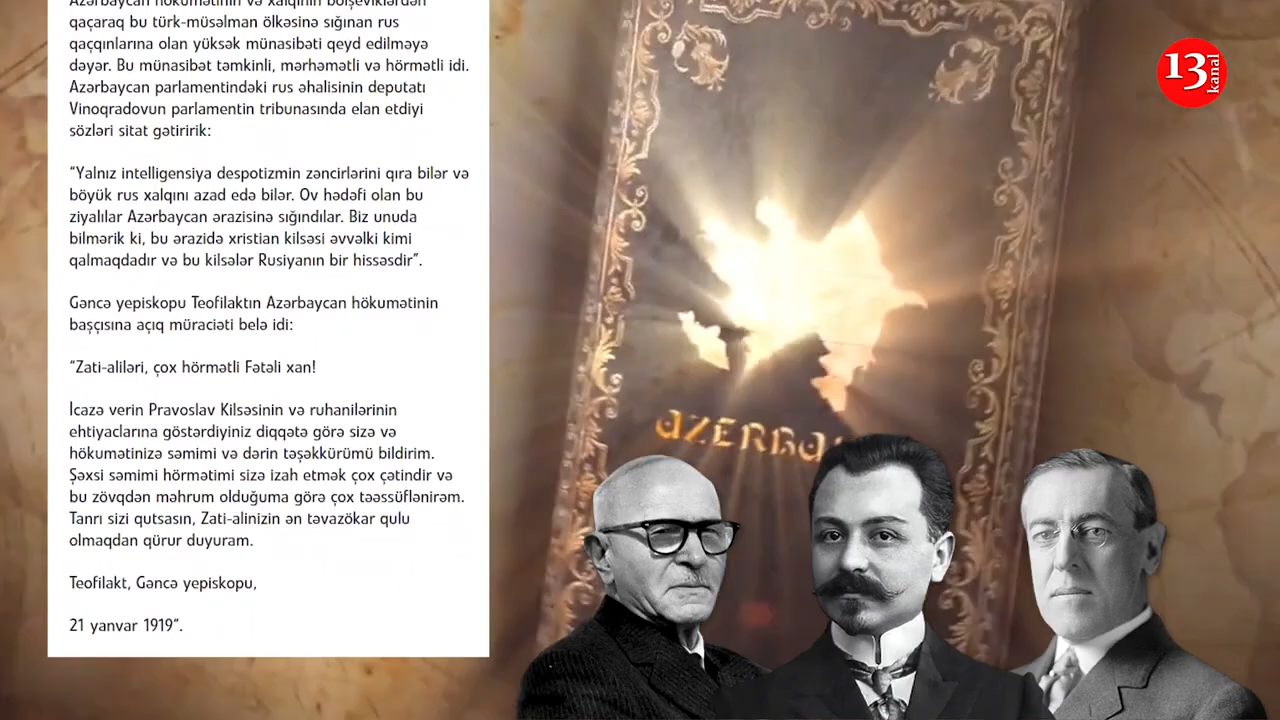 Azərbaycan hökumətinin və xalqının bolşeviklərdən
qaçaraq bu türk-müsəlman ölkəsinə sığınan rus
qaçqınlarına olan yüksək münasibəti qeyd edilməyə
dəyər. Bu münasibət təmkinli, mərhəmətli və hörmətli idi.
Azərbaycan parlamentindəki rus əhalisinin deputatı
Vinoqradovun parlamentin tribunasında elan etdiyi
sözləri sitat gətiririk:
“Yalnız intelligensiya despotizmin zəncirlərini qıra bilər və
böyük rus xalqını azad edə bilər. Ov hədəfi olan bu
ziyalılar Azərbaycan ərazisinə sığındılar. Biz unuda
bilmərik ki, bu ərazidə xristian kilsəsi əvvəlki kimi
qalmaqdadır və bu kilsələr Rusiyanın bir hissəsdir”.
Gəncə yepiskopu Teofilaktın Azərbaycan hökumətinin
başçısına açıq müraciəti belə idi:
“Zati-aliləri, çox hörmətli Fətəli xan!
İcazə verin Pravoslav Kilsəsinin və ruhanilərinin
ehtiyaclarına göstərdiyiniz diqqətə görə sizə və
hökumətinizə səmimi və dərin təşəkkürümü bildirim.
Şəxsi səmimi hörmətimi sizə izah etmək çox çətindir və
bu zövqdən məhrum olduğuma görə çox təəssüflənirəm.
Tanrı sizi qutsasın, Zati-alinizin ən təvazökar qulu
olmaqdan qürur duyuram.
Teofilakt, Gəncə yepiskopu,
21 yanvar 1919”.
13 kanal
AZERBA